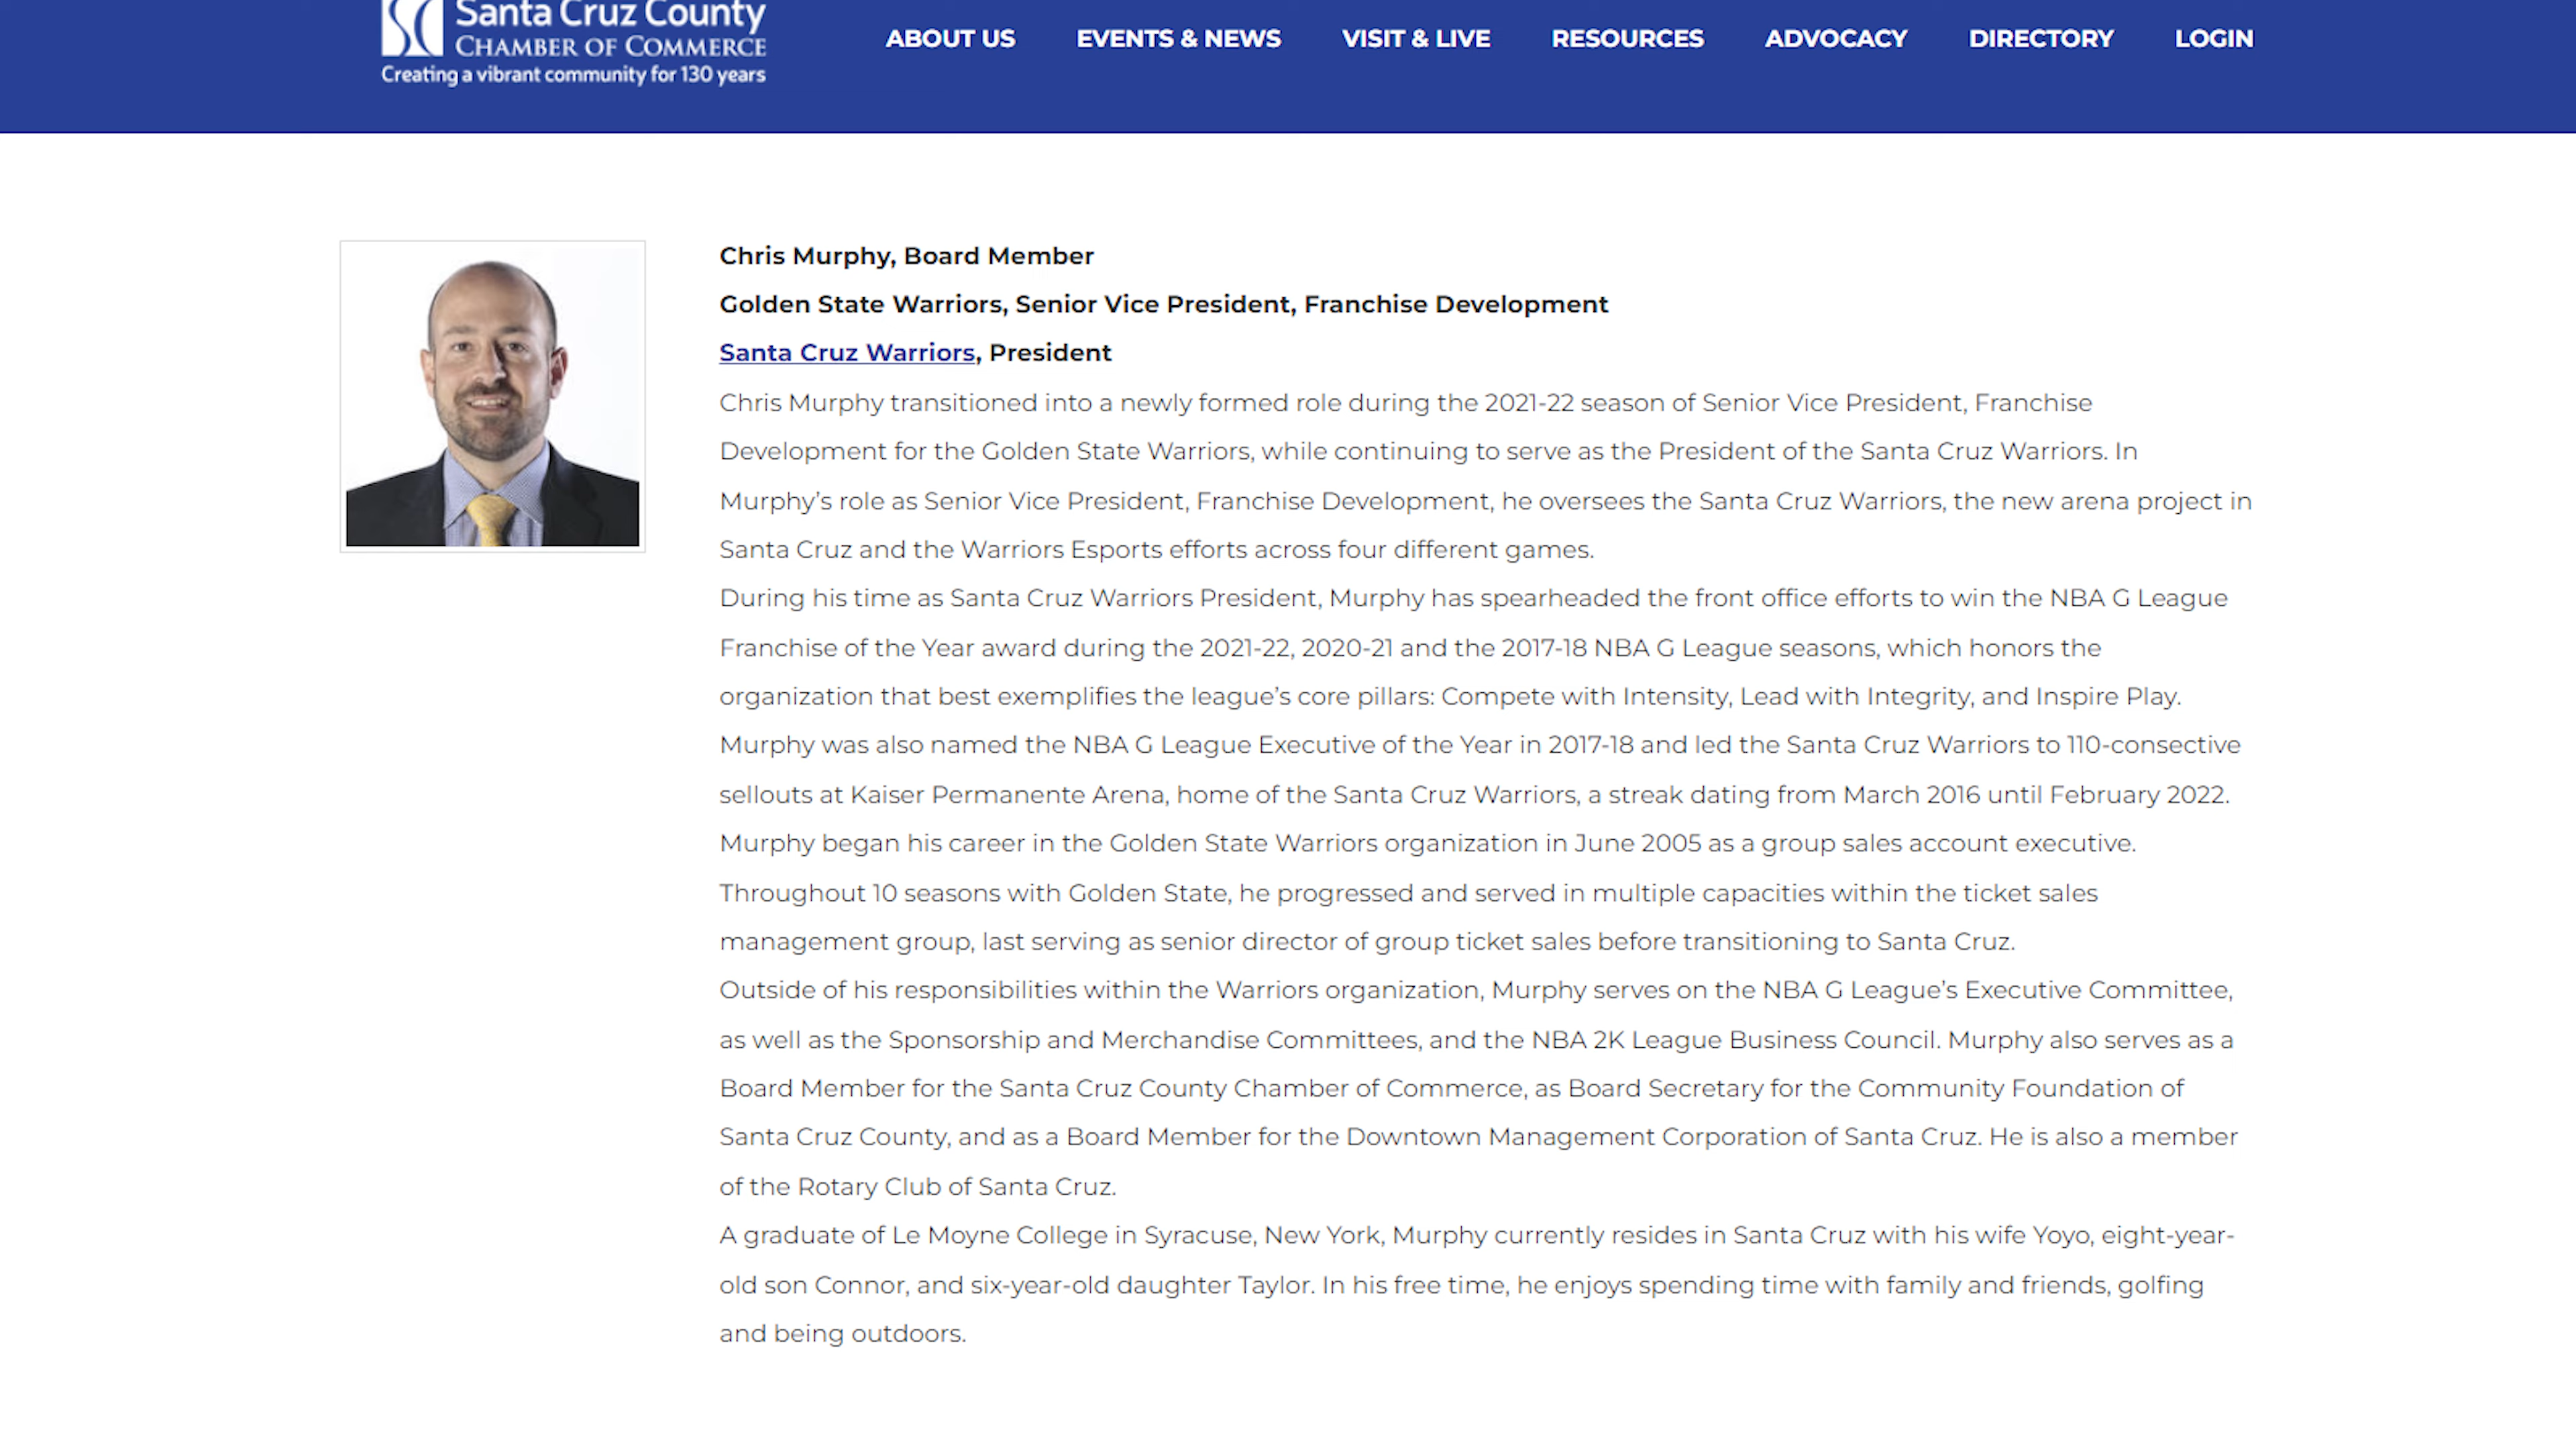 Santa Cruz County
CHAMBER OF COMMERCE
Creating a vibrant community for 130 years
ABOUT US EVENTS & NEWS VISIT & LIVE RESOURCES ADVOCACY DIRECTORY LOGIN
Chris Murphy, Board Member
Golden State Warriors, Senior Vice President, Franchise Development
Santa Cruz Warriors, President
Chris Murphy transitioned into a newly formed role during the 2021-22 season of Senior Vice President, Franchise
Development for the Golden State Warriors, while continuing to serve as the President of the Santa Cruz Warriors. In
Murphy’s role as Senior Vice President, Franchise Development, he oversees the Santa Cruz Warriors, the new arena project in
Santa Cruz and the Warriors Esports efforts across four different games.
During his time as Santa Cruz Warriors President, Murphy has spearheaded the front office efforts to win the NBA G League
Franchise of the Year award during the 2021-22, 2020-21 and the 2017-18 NBA G League seasons, which honors the
organization that best exemplifies the league’s core pillars: Compete with Intensity, Lead with Integrity, and Inspire Play.
Murphy was also named the NBA G League Executive of the Year in 2017-18 and led the Santa Cruz Warriors to 110-consective
sellouts at Kaiser Permanente Arena, home of the Santa Cruz Warriors, a streak dating from March 2016 until February 2022.
Murphy began his career in the Golden State Warriors organization in June 2005 as a group sales account executive.
Throughout 10 seasons with Golden State, he progressed and served in multiple capacities within the ticket sales
management group, last serving as senior director of group ticket sales before transitioning to Santa Cruz.
Outside of his responsibilities within the Warriors organization, Murphy serves on the NBA G League’s Executive Committee,
as well as the Sponsorship and Merchandise Committees, and the NBA 2K League Business Council. Murphy also serves as a
Board Member for the Santa Cruz County Chamber of Commerce, as Board Secretary for the Community Foundation of
Santa Cruz County, and as a Board Member for the Downtown Management Corporation of Santa Cruz. He is also a member
of the Rotary Club of Santa Cruz.
A graduate of Le Moyne College in Syracuse, New York, Murphy currently resides in Santa Cruz with his wife Yoyo, eight-year-
old son Connor, and six-year-old daughter Taylor. In his free time, he enjoys spending time with family and friends, golfing
and being outdoors.